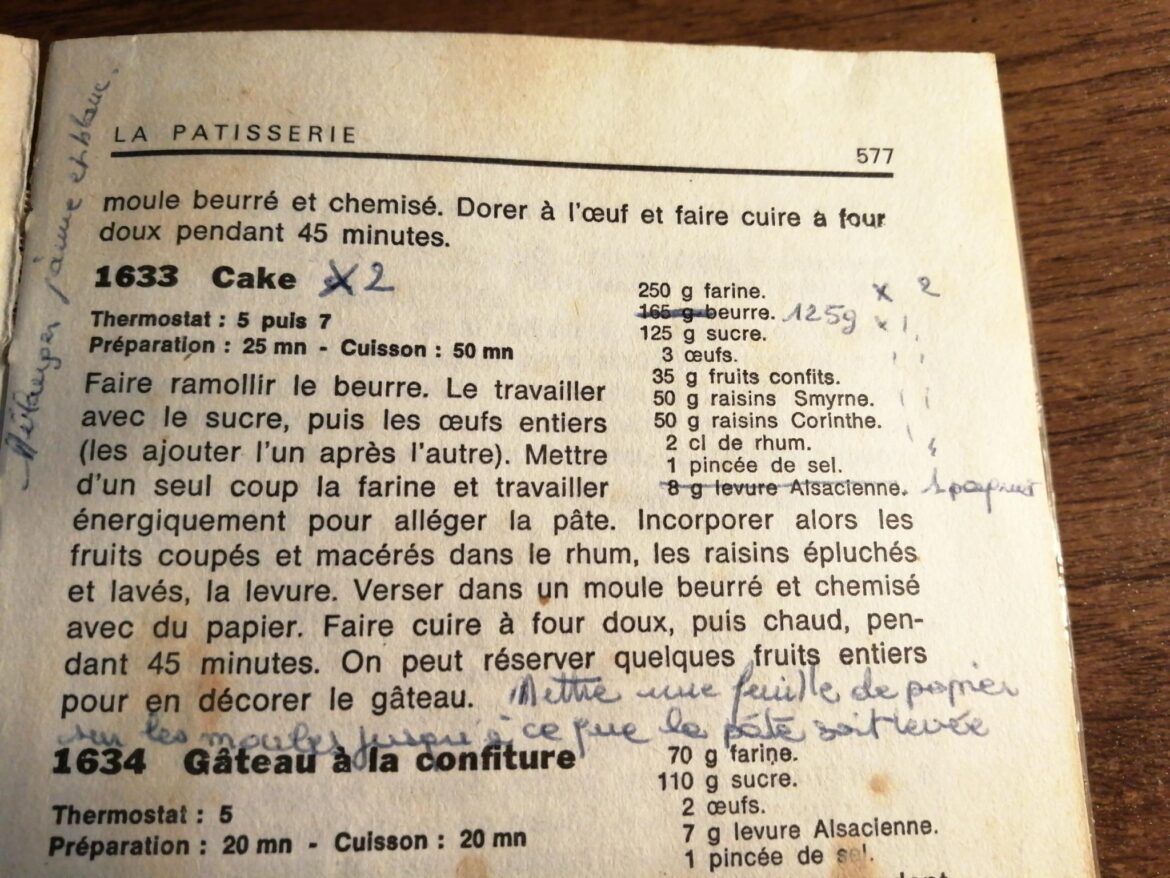 Mélanger jaune et blanc.
LA PATISSERIE
577
moule beurré et chemisé. Dorer à l'œuf et faire cuire à four
doux pendant 45 minutes.
1633 Cake X 2
Thermostat : 5 puis 7
Préparation : 25 mn - Cuisson : 50 mn
250 g farine. x 2
165 g beurre. 125g x
125 g sucre.
3 œufs.
35 g fruits confits.
50 g raisins Smyrne.
50 g raisins Corinthe.
2 cl de rhum.
1 pincée de sel.
8 g levure Alsacienne. 1 paquet
Faire ramollir le beurre. Le travailler
avec le sucre, puis les œufs entiers
(les ajouter l'un après l'autre). Mettre
d'un seul coup la farine et travailler
énergiquement pour alléger la pâte. Incorporer alors les
fruits coupés et macérés dans le rhum, les raisins épluchés
et lavés, la levure. Verser dans un moule beurré et chemisé
avec du papier. Faire cuire à four doux, puis chaud, pen-
dant 45 minutes. On peut réserver quelques fruits entiers
pour en décorer le gâteau. Mettre une feuille de papier
sur les moules jusqu'à ce que la pâte soit levée
1634 Gâteau à la confiture
Thermostat : 5
Préparation : 20 mn - Cuisson : 20 mn
70 g farine.
110 g sucre.
2 œufs.
7 g levure Alsacienne.
1 pincée de sel.